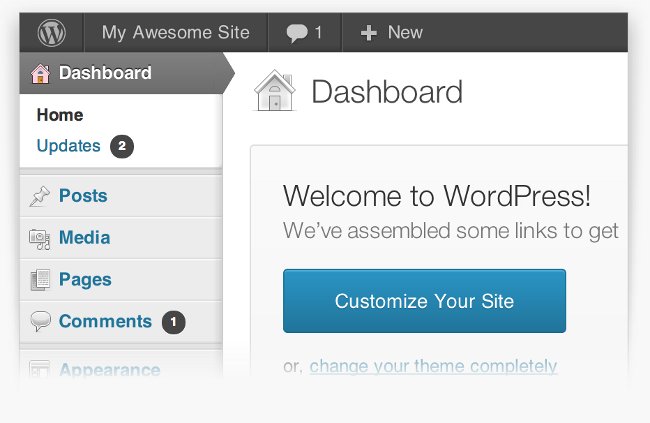 My Awesome Site
1
New
Dashboard
Home
Updates 2
Posts
Media
Pages
Comments 1
Appearance
Dashboard
Welcome to WordPress!
We’ve assembled some links to get
Customize Your Site
or, change your theme completely